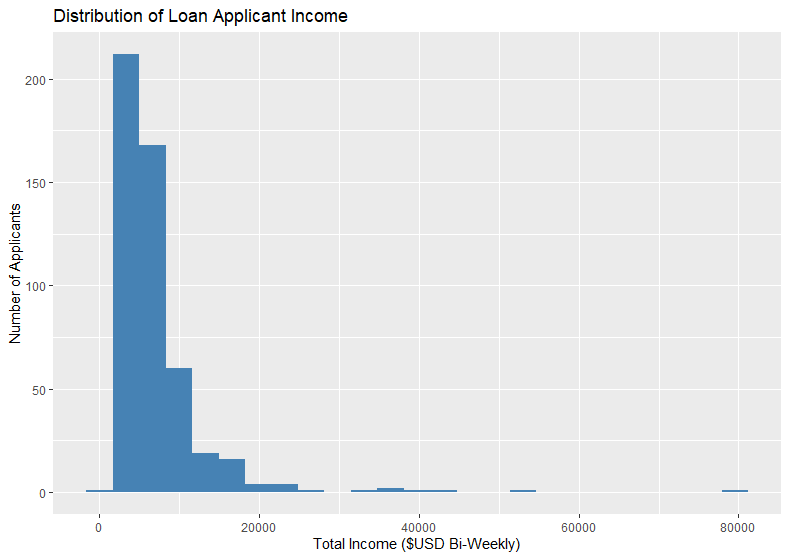 Distribution of Loan Applicant Income
Number of Applicants
200
150
100
50
0
0 20000 40000 60000 80000
Total Income ($USD Bi-Weekly)